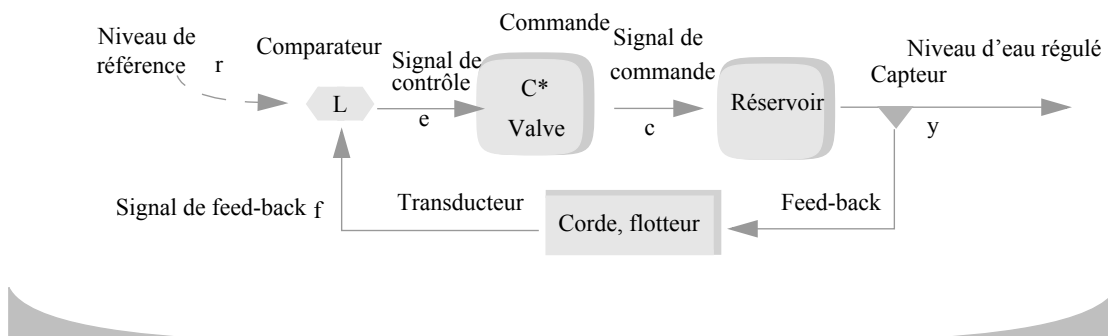 Niveau de
référence r
Comparateur
L
Signal de
contrôle
e
Commande
C*
Valve
Signal de
commande
c
Réservoir
Niveau d’eau régulé
Capteur
y
Signal de feed-back f
Transducteur
Corde, flotteur
Feed-back